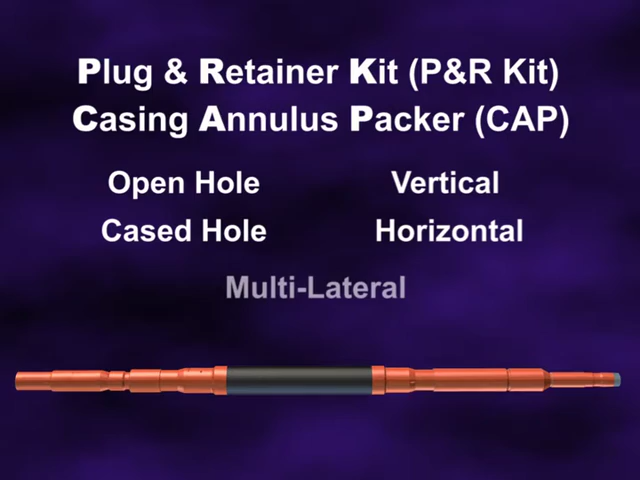 Plug & Retainer Kit (P&R Kit)
Casing Annulus Packer (CAP)
Open Hole Vertical
Cased Hole Horizontal
Multi-Lateral